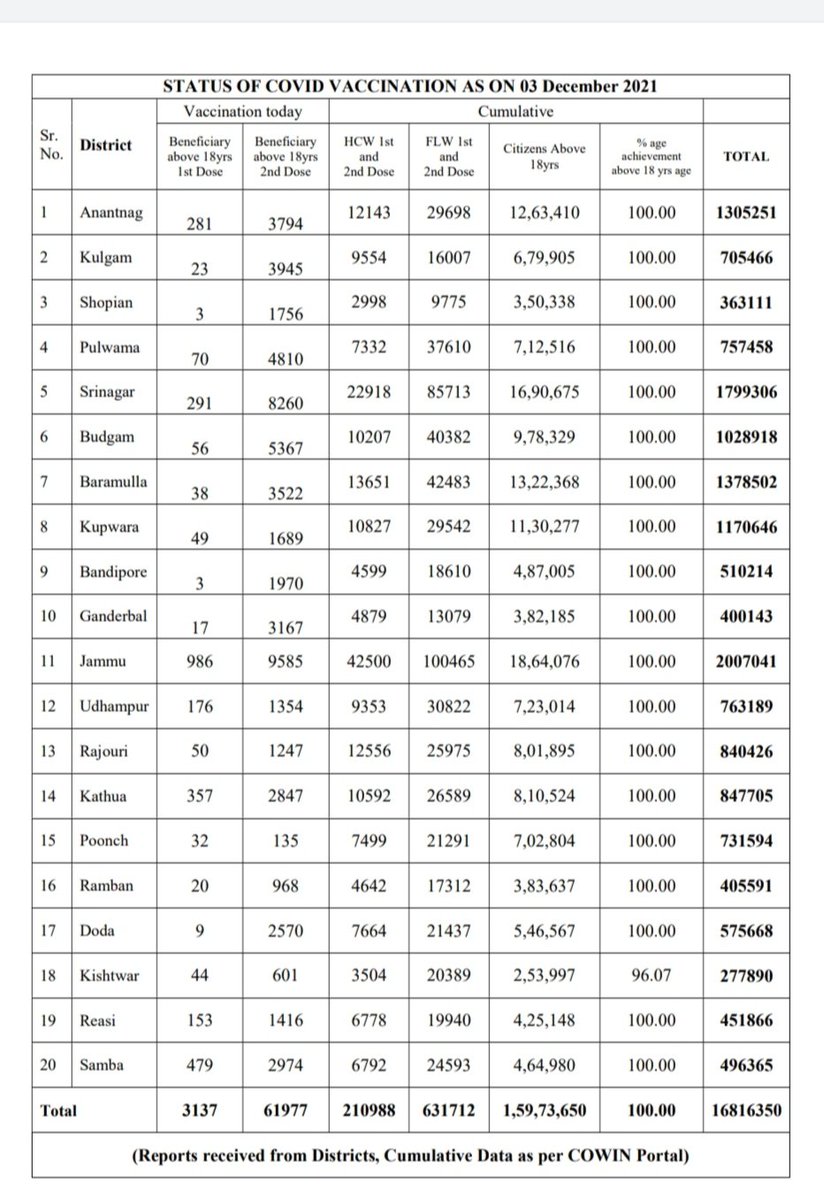 STATUS OF COVID VACCINATION AS ON 03 December 2021
Sr. No. District Vaccination today Cumulative
Beneficiary above 18yrs 1st Dose Beneficiary above 18yrs 2nd Dose HCW 1st and 2nd Dose FLW 1st and 2nd Dose Citizens Above 18yrs % age achievement above 18 yrs age TOTAL
1 Anantnag 281 3794 12143 29698 12,63,410 100.00 1305251
2 Kulgam 23 3945 9554 16007 6,79,905 100.00 705466
3 Shopian 3 1756 2998 9775 3,50,338 100.00 363111
4 Pulwama 70 4810 7332 37610 7,12,516 100.00 757458
5 Srinagar 291 8260 22918 85713 16,90,675 100.00 1799306
6 Budgam 56 5367 10207 40382 9,78,329 100.00 1028918
7 Baramulla 38 3522 13651 42483 13,22,368 100.00 1378502
8 Kupwara 49 1689 10827 29542 11,30,277 100.00 1170646
9 Bandipore 3 1970 4599 18610 4,87,005 100.00 510214
10 Ganderbal 17 3167 4879 13079 3,82,185 100.00 400143
11 Jammu 986 9585 42500 100465 18,64,076 100.00 2007041
12 Udhampur 176 1354 9353 30822 7,23,014 100.00 763189
13 Rajouri 50 1247 12556 25975 8,01,895 100.00 840426
14 Kathua 357 2847 10592 26589 8,10,524 100.00 847705
15 Poonch 32 135 7499 21291 7,02,804 100.00 731594
16 Ramban 20 968 4642 17312 3,83,637 100.00 405591
17 Doda 9 2570 7664 21437 5,46,567 100.00 575668
18 Kishtwar 44 601 3504 20389 2,53,997 96.07 277890
19 Reasi 153 1416 6778 19940 4,25,148 100.00 451866
20 Samba 479 2974 6792 24593 4,64,980 100.00 496365
Total 3137 61977 210988 631712 1,59,73,650 100.00 16816350
(Reports received from Districts, Cumulative Data as per COWIN Portal)